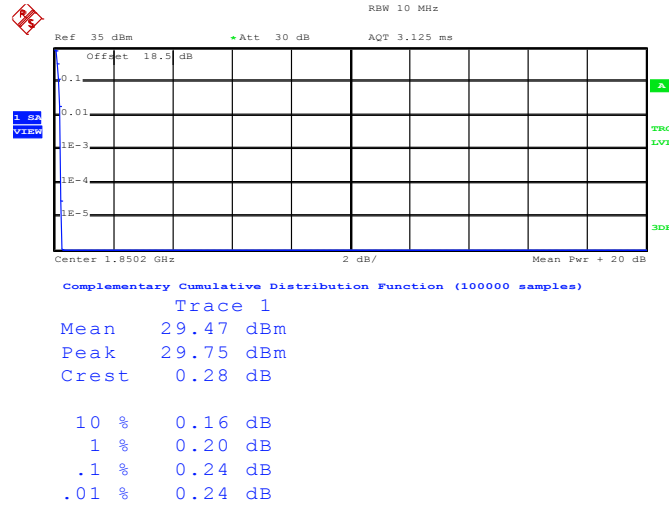 RBW 10 MHz
Ref 35 dBm * Att 30 dB AQT 3.125 ms
Offset 18.5 dB
0.1
A
0.01
1 SA
VIEW
TRG
LVL
1E-3
1E-4
1E-5
3DB
Center 1.8502 GHz 2 dB/ Mean Pwr + 20 dB
Complementary Cumulative Distribution Function (100000 samples)
Trace 1
Mean 29.47 dBm
Peak 29.75 dBm
Crest 0.28 dB
10 % 0.16 dB
1 % 0.20 dB
.1 % 0.24 dB
.01 % 0.24 dB